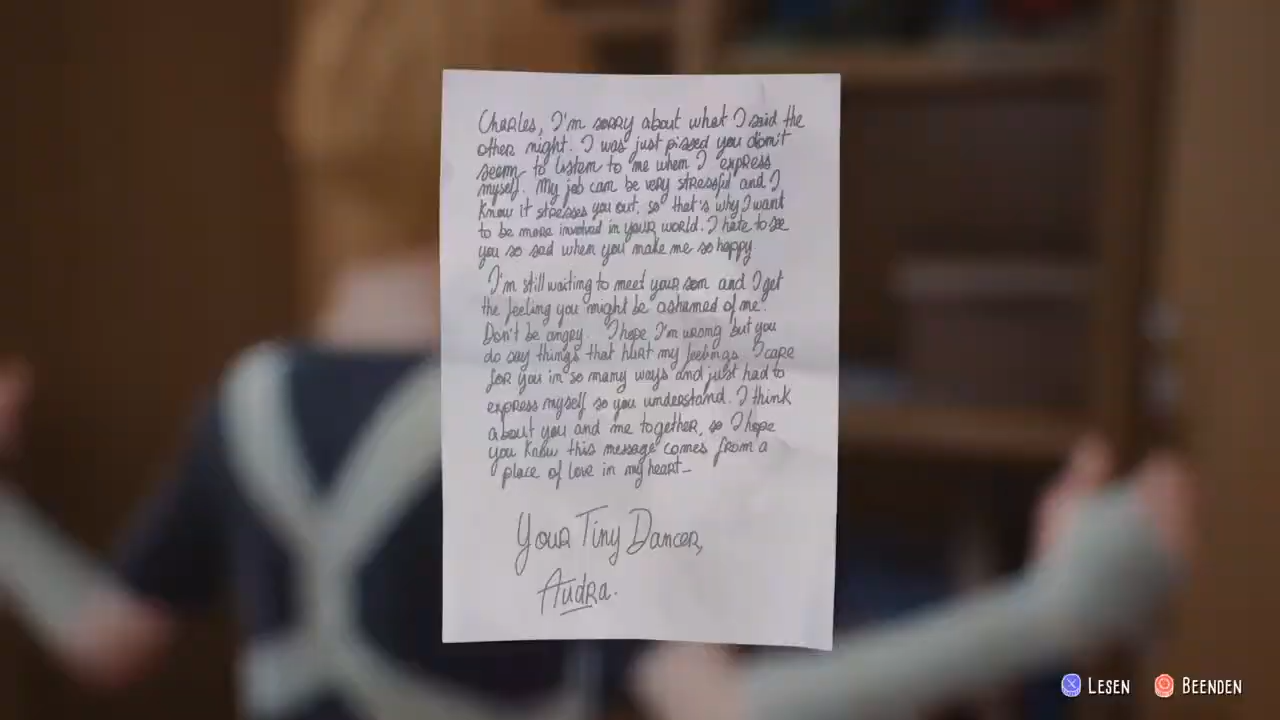 Charles, I'm sorry about what I said the
other night. I was just pissed you didn't
seem to listen to me when I express
myself. My job can be very stressful and I
know it stresses you out, so that's why I want
to be more involved in your world. I hate to see
you so sad when you make me so happy.
I'm still waiting to meet your son and I get
the feeling you might be ashamed of me.
Don't be angry. I hope I'm wrong but you
do say things that hurt my feelings. I care
for you in so many ways and just had to
express myself so you understand. I think
about you and me together, so I hope
you know this message comes from a
place of love in my heart_
Your Tiny Dancer,
Audra.
LESEN BEENDEN